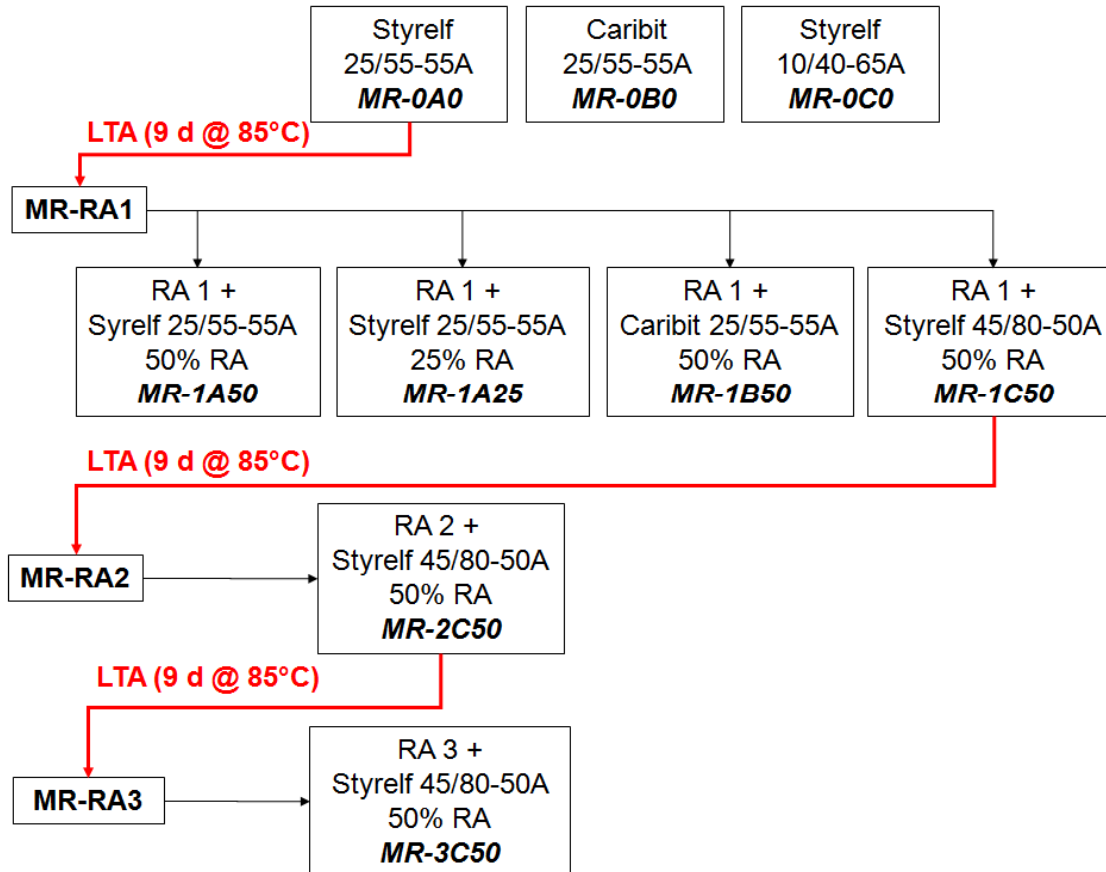 Styrelf
25/55-55A
MR-0A0
Caribit
25/55-55A
MR-0B0
Styrelf
10/40-65A
MR-0C0
LTA (9 d @ 85°C)
MR-RA1
RA 1 +
Syrelf 25/55-55A
50% RA
MR-1A50
RA 1 +
Styrelf 25/55-55A
25% RA
MR-1A25
RA 1 +
Caribit 25/55-55A
50% RA
MR-1B50
RA 1 +
Styrelf 45/80-50A
50% RA
MR-1C50
LTA (9 d @ 85°C)
MR-RA2
RA 2 +
Styrelf 45/80-50A
50% RA
MR-2C50
LTA (9 d @ 85°C)
MR-RA3
RA 3 +
Styrelf 45/80-50A
50% RA
MR-3C50